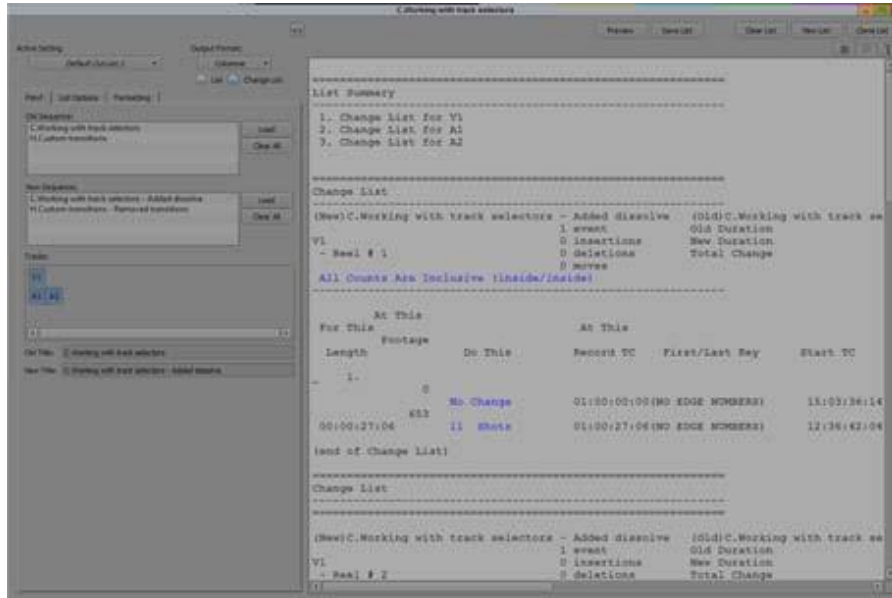 C.Working with track selectors
<<
Preview Save List Clear List New List Clone List
Active Setting: Output Format:
Default (Jurcan.)
Columnar
List Change List
Input List Options Formatting
Old Sequence:
C.Working with track selectors
H.Custom transitions
Load
Clear All
New Sequence:
C.Working with track selectors - Added dissolve
H.Custom transitions - Removed transitions
Load
Clear All
Tracks:
V1
A1 A2
Old Title: C.Working with track selectors
New Title: C.Working with track selectors - Added dissolve
List Summary
1. Change List for V1
2. Change List for A1
3. Change List for A2
Change List
(New)C.Working with track selectors - Added dissolve (Old)C.Working with track se
1 event Old Duration
V1 0 insertions New Duration
- Reel # 1 0 deletions Total Change
0 moves
All Counts Are Inclusive (inside/inside)
At This
For This At This
Footage
Length Do This Record TC First/Last Key Start TC
1.
0
No Change 01:00:00:00(NO EDGE NUMBERS) 15:03:36:14
653
00:00:27:06 11 Shots 01:00:27:06(NO EDGE NUMBERS) 12:36:42:04
(end of Change List)
Change List
(New)C.Working with track selectors - Added dissolve (Old)C.Working with track se
1 event Old Duration
V1 0 insertions New Duration
- Reel # 2 0 deletions Total Change